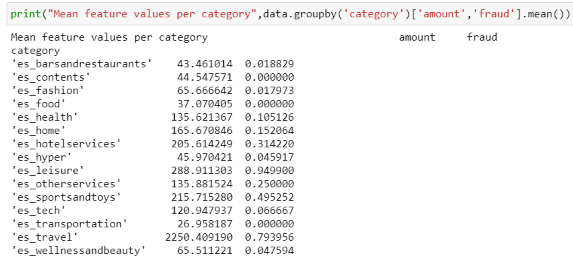 print("Mean feature values per category",data.groupby('category')['amount','fraud'].mean())
Mean feature values per category amount fraud
category
'es_barsandrestaurants' 43.461014 0.018829
'es_contents' 44.547571 0.000000
'es_fashion' 65.666642 0.017973
'es_food' 37.070405 0.000000
'es_health' 135.621367 0.105126
'es_home' 165.670846 0.152064
'es_hotelservices' 205.614249 0.314220
'es_hyper' 45.970421 0.045917
'es_leisure' 288.911303 0.949900
'es_otherservices' 135.881524 0.250000
'es_sportsandtoys' 215.715280 0.495252
'es_tech' 120.947937 0.066667
'es_transportation' 26.958187 0.000000
'es_travel' 2250.409190 0.793956
'es_wellnessandbeauty' 65.511221 0.047594